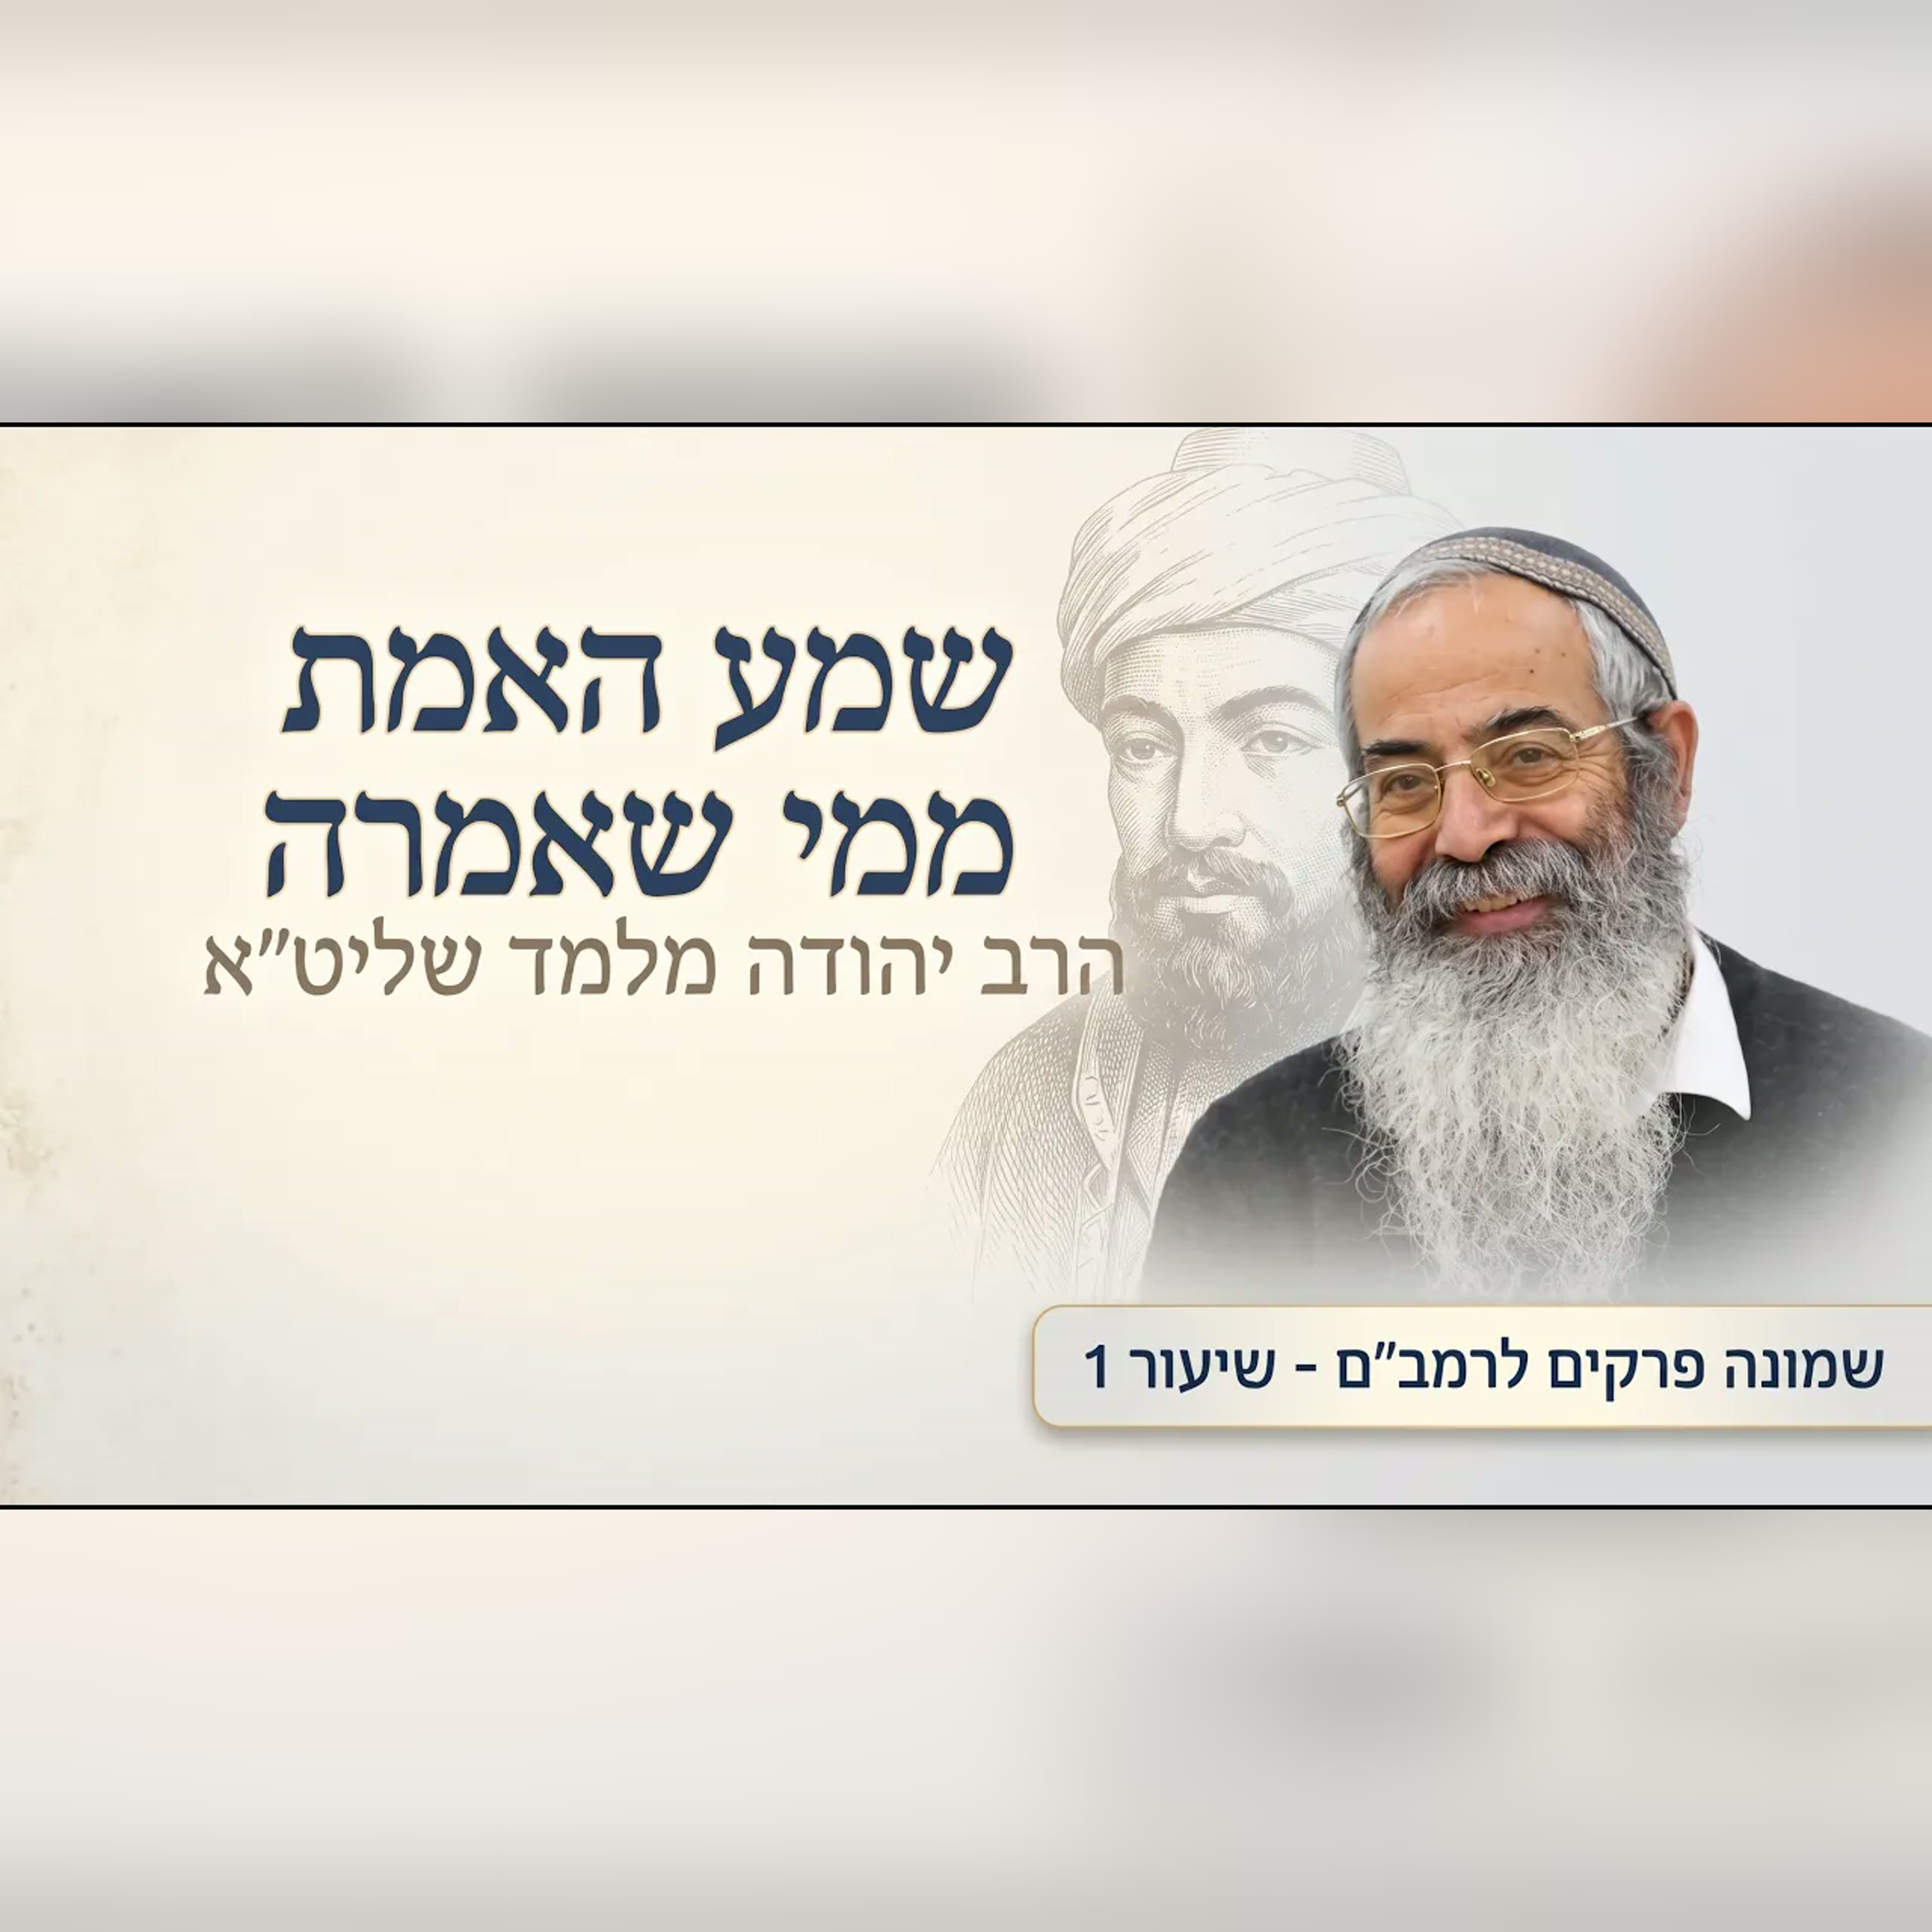 שמע האמת
ממי שאמרה
הרב יהודה מלמד שליט"א
שמונה פרקים לרמב"ם - שיעור 1